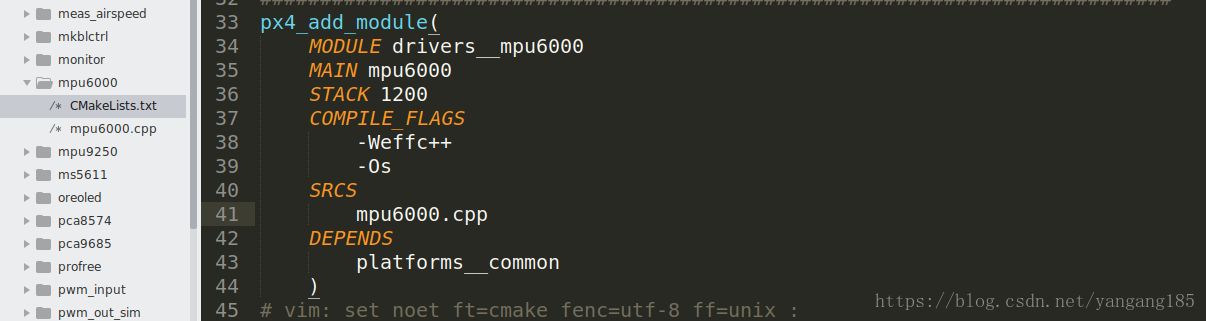 meas_airspeed
mkblctrl
monitor
mpu6000
/* CMakeLists.txt
/* mpu6000.cpp
mpu9250
ms5611
oreoled
pca8574
pca9685
profree
pwm_input
pwm_out_sim
33 px4_add_module(
34 MODULE drivers__mpu6000
35 MAIN mpu6000
36 STACK 1200
37 COMPILE_FLAGS
38 -Weffc++
39 -Os
40 SRCS
41 mpu6000.cpp
42 DEPENDS
43 platforms__common
44 )
45 # vim: set noet ft=cmake fenc=utf-8 ff=unix :
https://blog.csdn.net/yangang185